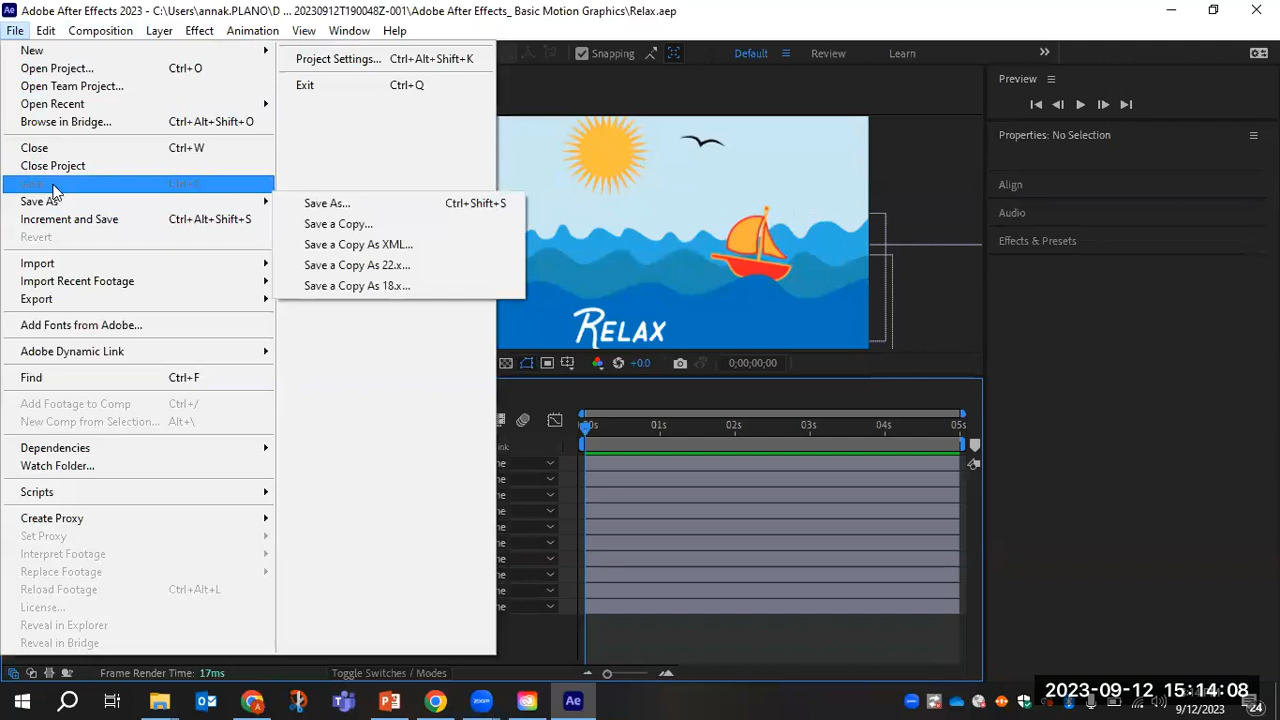 Adobe After Effects 2023 - C:\Users\annak.PLANO\D ... 20230912T190048Z-001\Adobe After Effects_ Basic Motion Graphics\Relax.aep
File Edit Composition Layer Effect Animation View Window Help
New
Open Project... Ctrl+O
Open Team Project...
Open Recent
Browse in Bridge... Ctrl+Alt+Shift+O
Close Ctrl+W
Close Project
Save As
Increment and Save Ctrl+Alt+Shift+S
Revert
Import
Import Recent Footage
Export
Add Fonts from Adobe...
Adobe Dynamic Link
Find Ctrl+F
Add Footage to Comp Ctrl+/
New Comp from Selection... Alt+\
Dependencies
Watch Folder...
Scripts
Create Proxy
Set Proxy
Interpret Footage
Replace Footage
Reload Footage Ctrl+Alt+L
License...
Reveal in Explorer
Reveal in Bridge
Project Settings... Ctrl+Alt+Shift+K
Exit Ctrl+Q
Save As... Ctrl+Shift+S
Save a Copy...
Save a Copy As XML...
Save a Copy As 22.x...
Save a Copy As 18.x...
Snapping Default Review Learn
RELAX
+0.0 0;00;00;00
01s 02s 03s 04s 05s
Preview
Properties: No Selection
Align
Audio
Effects & Presets
Frame Render Time: 17ms Toggle Switches / Modes
2023-09-12 15:14:08
9/12/2023
24